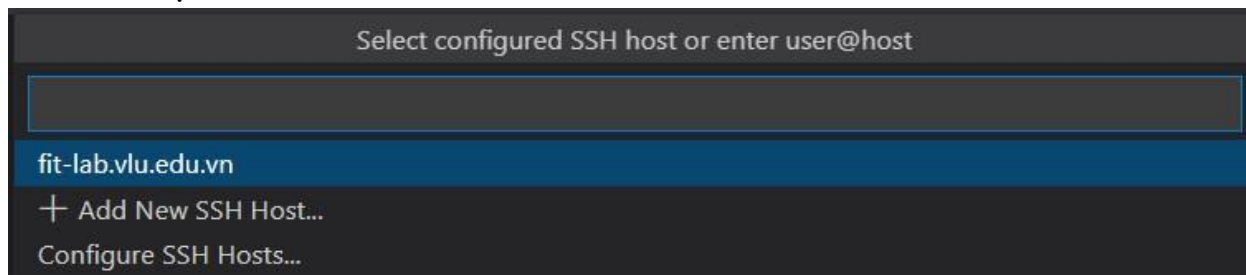 Select configured SSH host or enter user@host
fit-lab.vlu.edu.vn
+ Add New SSH Host...
Configure SSH Hosts...